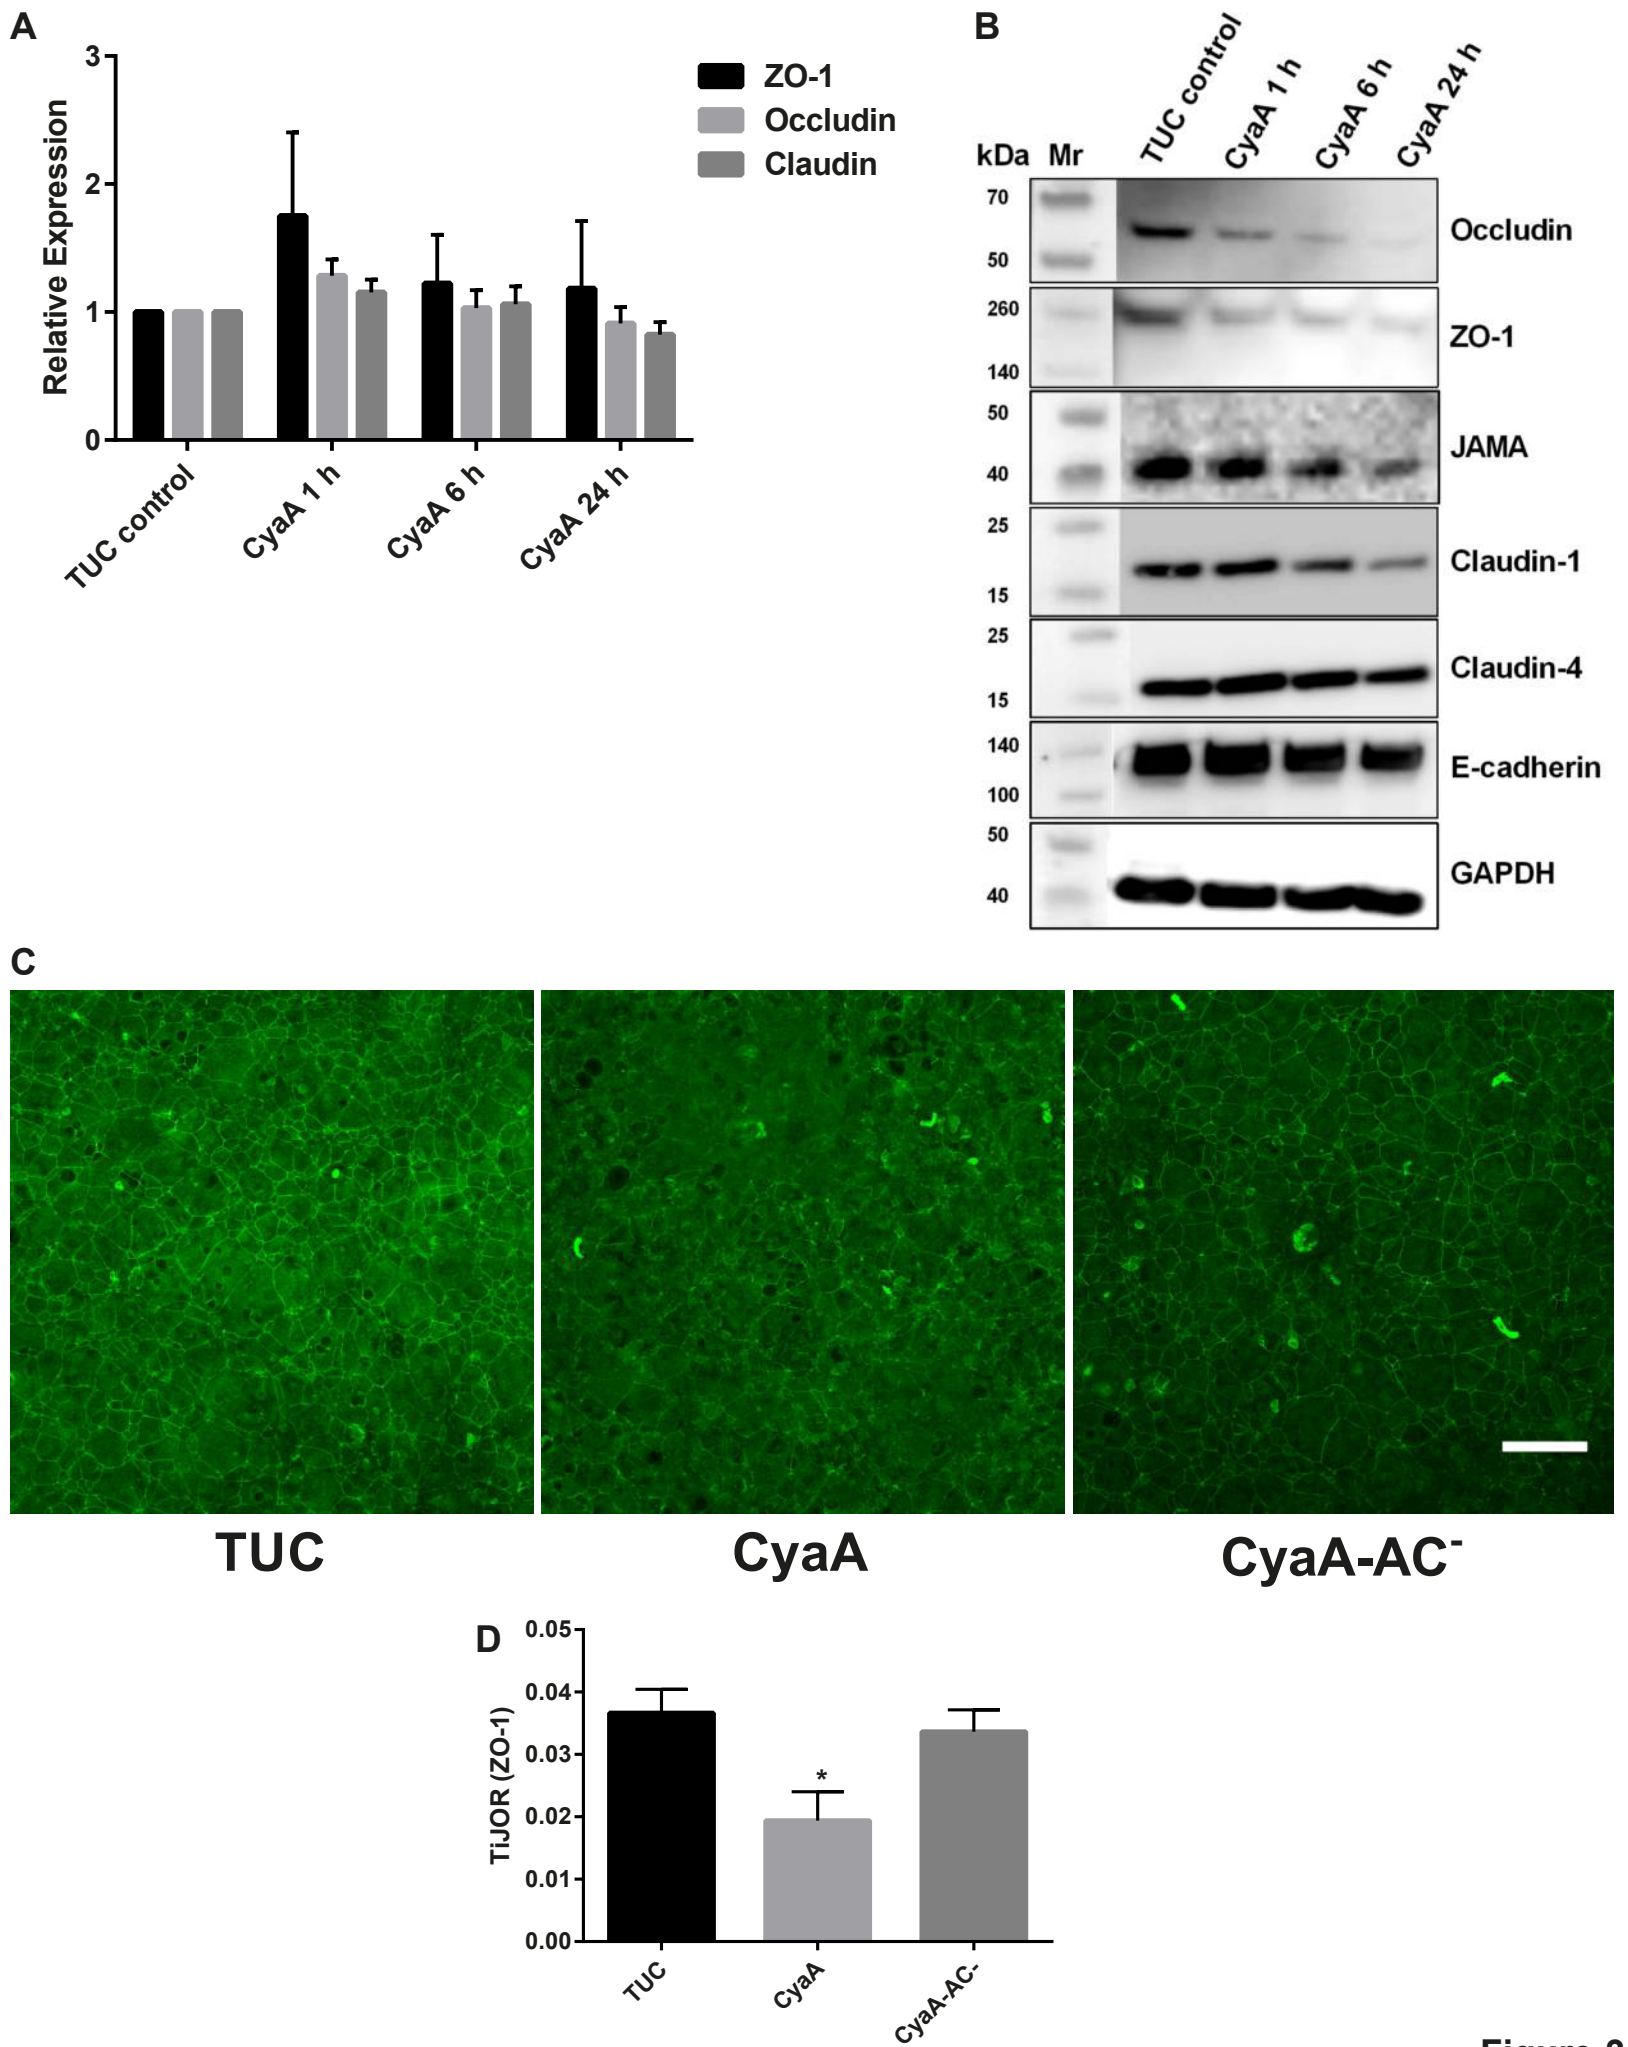 A
3
2
1
0
Relative Expression
ZO-1
Occludin
Claudin
TUC control
CyaA 1 h
CyaA 6 h
CyaA 24 h
B
TUC control
CyaA 1 h
CyaA 6 h
CyaA 24 h
kDa Mr
70
50
Occludin
260
140
ZO-1
50
40
JAMA
25
15
Claudin-1
25
15
Claudin-4
140
100
E-cadherin
50
40
GAPDH
C
TUC
CyaA
CyaA-AC-
D
0.05
0.04
0.03
0.02
0.01
0.00
TiJOR (ZO-1)
*
TUC
CyaA
CyaA-AC-